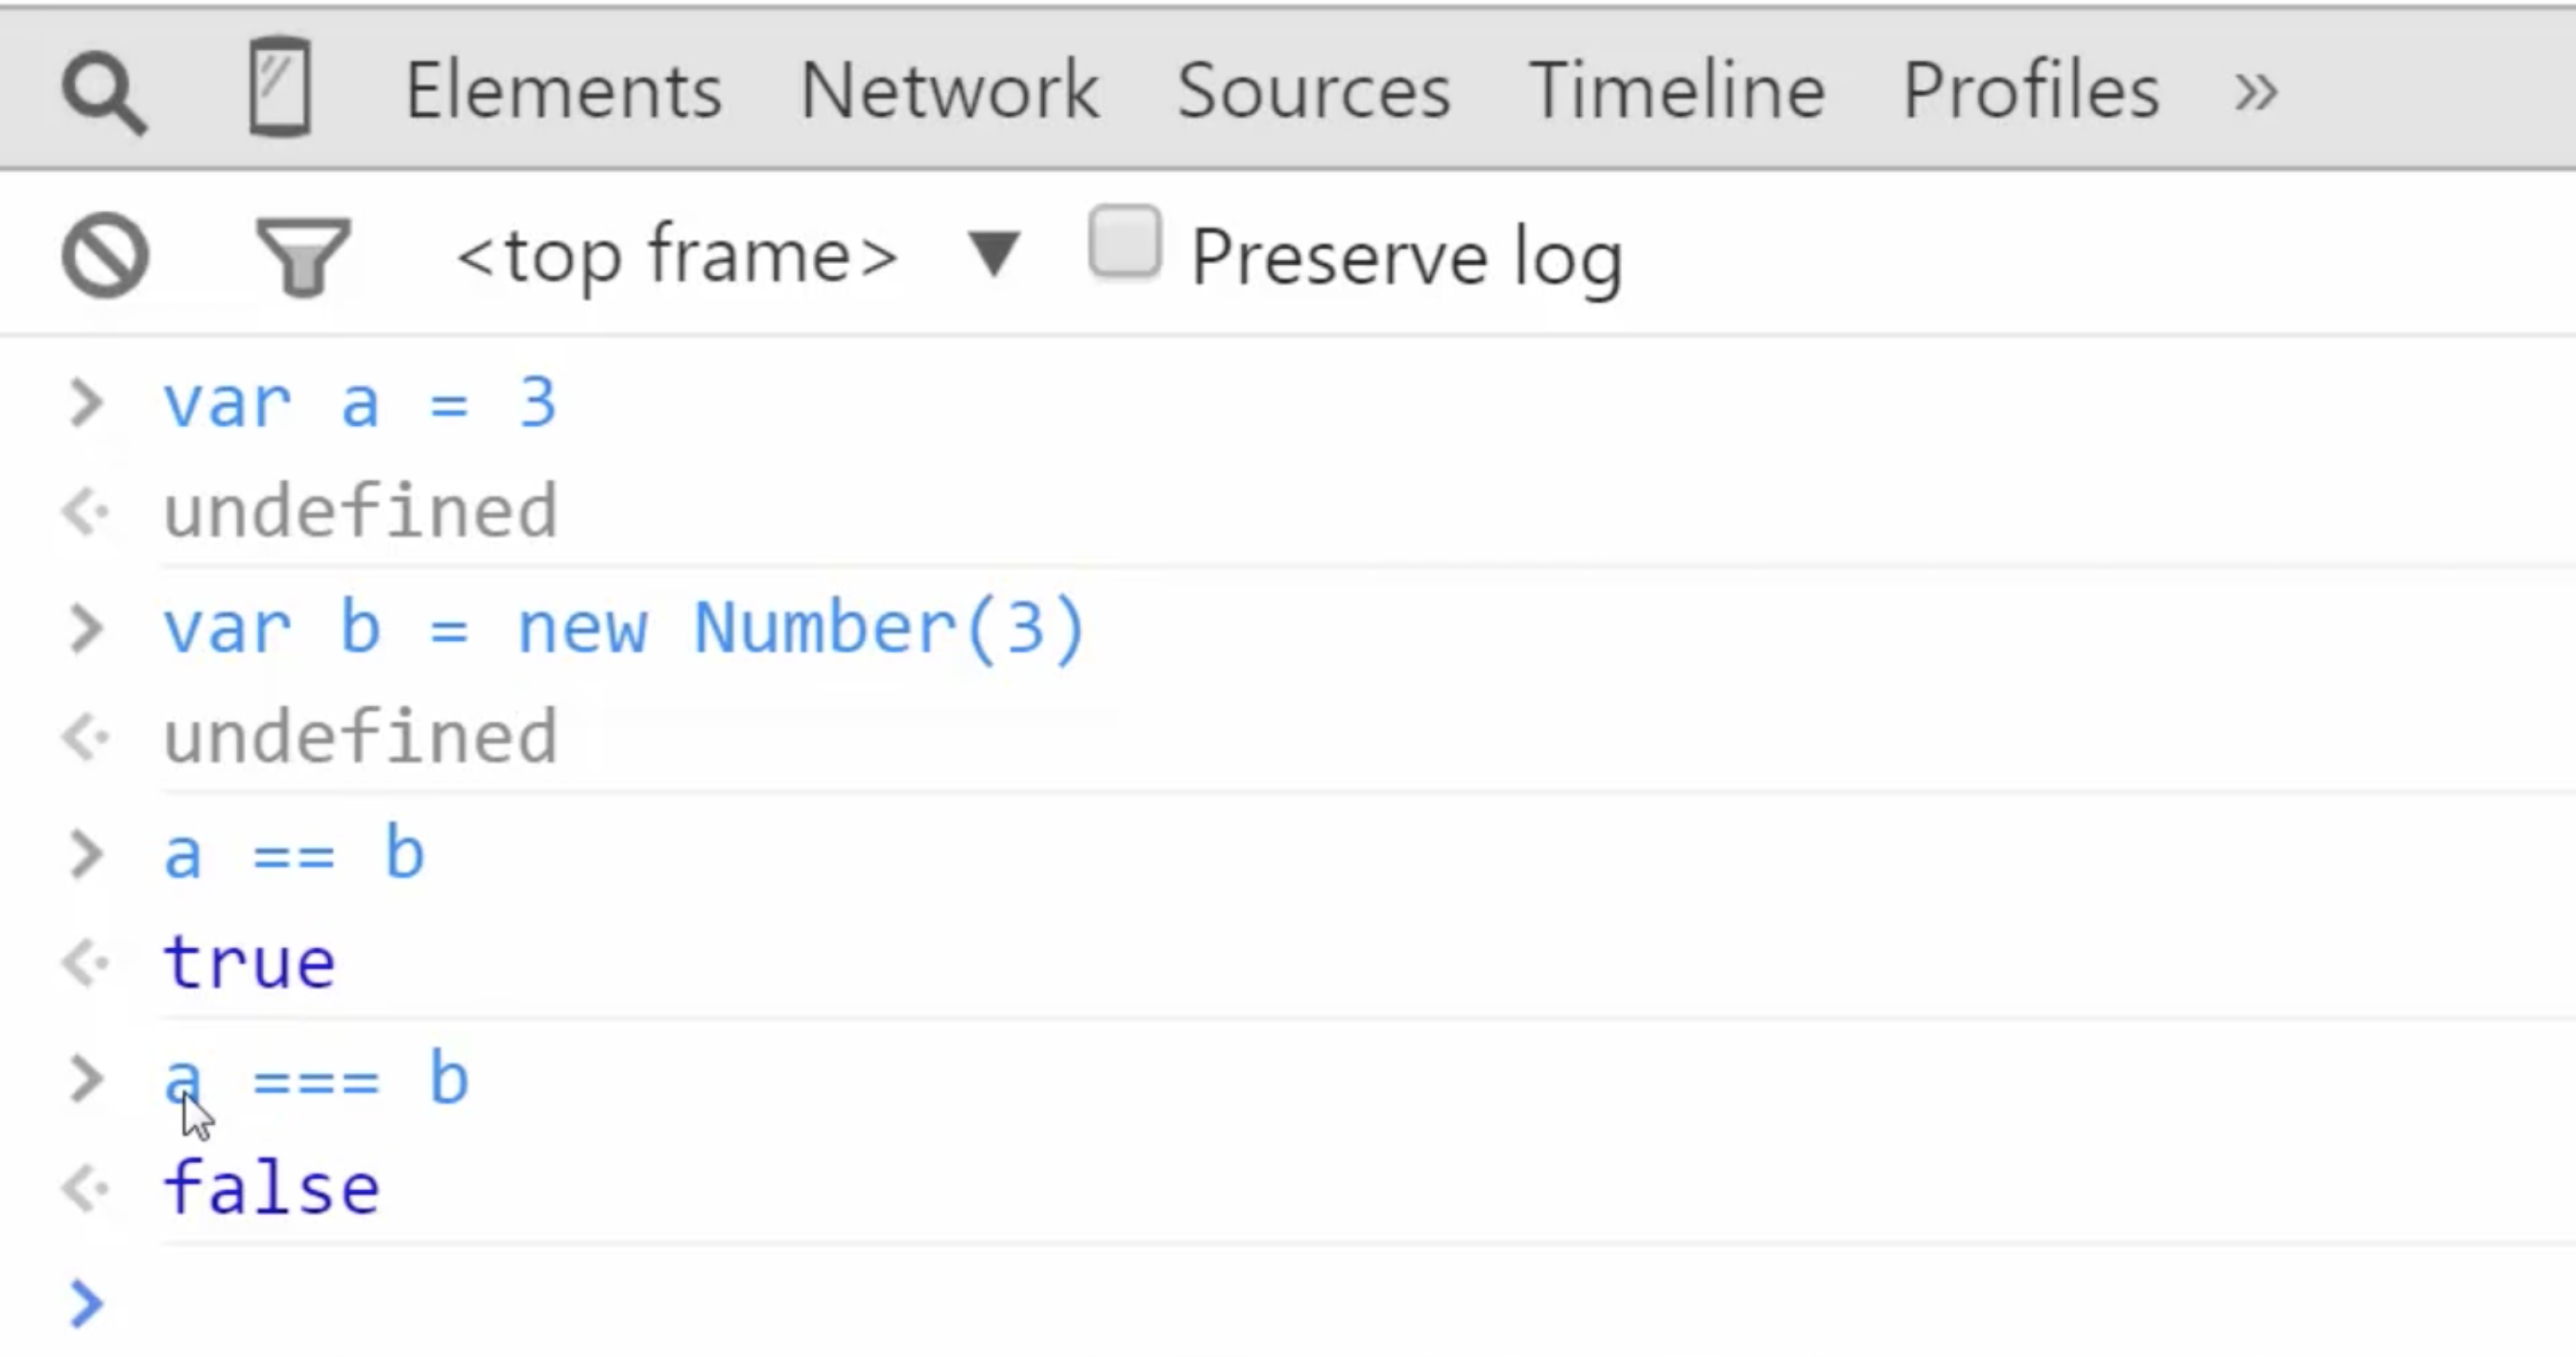 Elements Network Sources Timeline Profiles »
<top frame> ▼ Preserve log
> var a = 3
<· undefined
> var b = new Number(3)
<· undefined
> a == b
<· true
> a === b
<· false
>